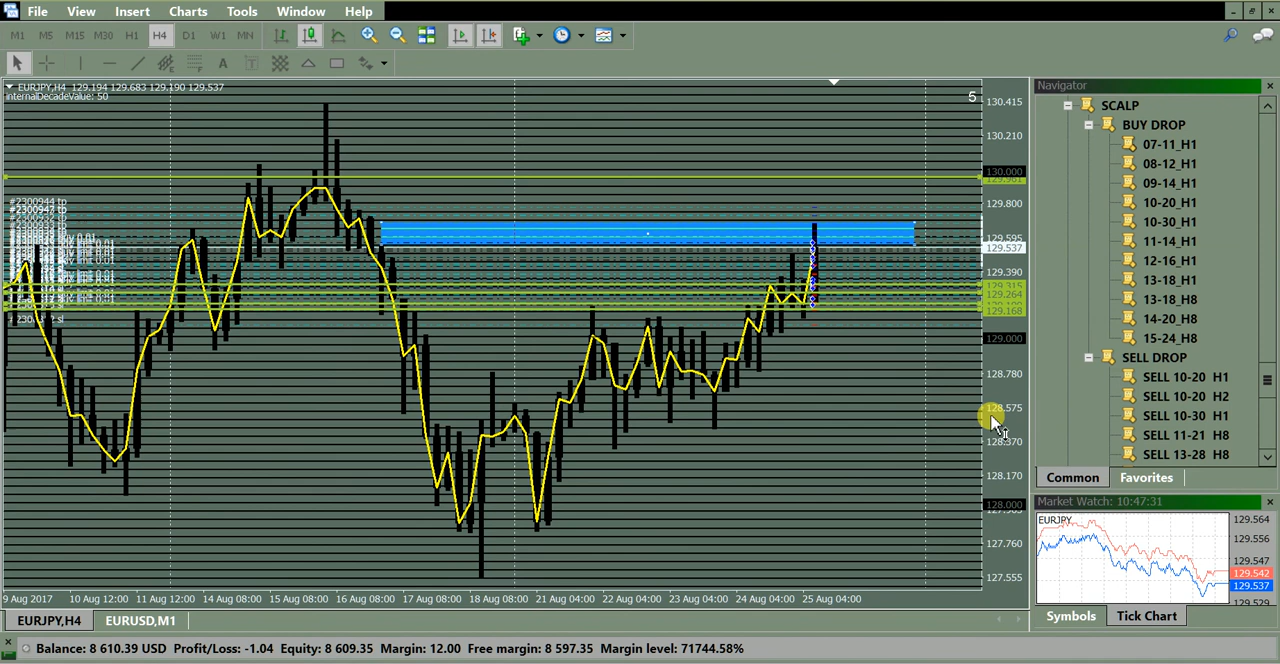 File View Insert Charts Tools Window Help
M1 M5 M15 M30 H1 H4 D1 W1 MN
A T
EURJPY,H4 129.194 129.683 129.190 129.537
internalDecadeValue: 50
5
#2300944 tp
130.415
130.210
130.000
129.800
129.595
129.537
129.390
129.315
129.264
129.168
129.000
128.780
128.575
128.370
128.170
128.000
127.760
127.555
9 Aug 2017 10 Aug 12:00 11 Aug 12:00 14 Aug 08:00 15 Aug 08:00 16 Aug 08:00 17 Aug 08:00 18 Aug 08:00 21 Aug 04:00 22 Aug 04:00 23 Aug 04:00 24 Aug 04:00 25 Aug 04:00
EURJPY,H4 EURUSD,M1
Navigator
SCALP
BUY DROP
07-11_H1
08-12_H1
09-14_H1
10-20_H1
10-30_H1
11-14_H1
12-16_H1
13-18_H1
13-18_H8
14-20_H8
15-24_H8
SELL DROP
SELL 10-20 H1
SELL 10-20 H2
SELL 10-30 H1
SELL 11-21 H8
SELL 13-28 H8
Common Favorites
Market Watch: 10:47:31
EURJPY
129.564
129.556
129.547
129.542
129.537
129.529
Symbols Tick Chart
Balance: 8 610.39 USD Profit/Loss: -1.04 Equity: 8 609.35 Margin: 12.00 Free margin: 8 597.35 Margin level: 71744.58%